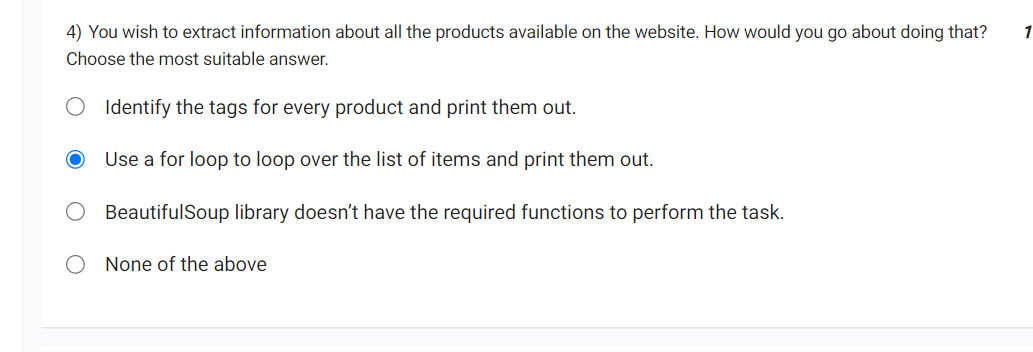 4) You wish to extract information about all the products available on the website. How would you go about doing that? 1
Choose the most suitable answer.
Identify the tags for every product and print them out.
Use a for loop to loop over the list of items and print them out.
BeautifulSoup library doesn't have the required functions to perform the task.
None of the above